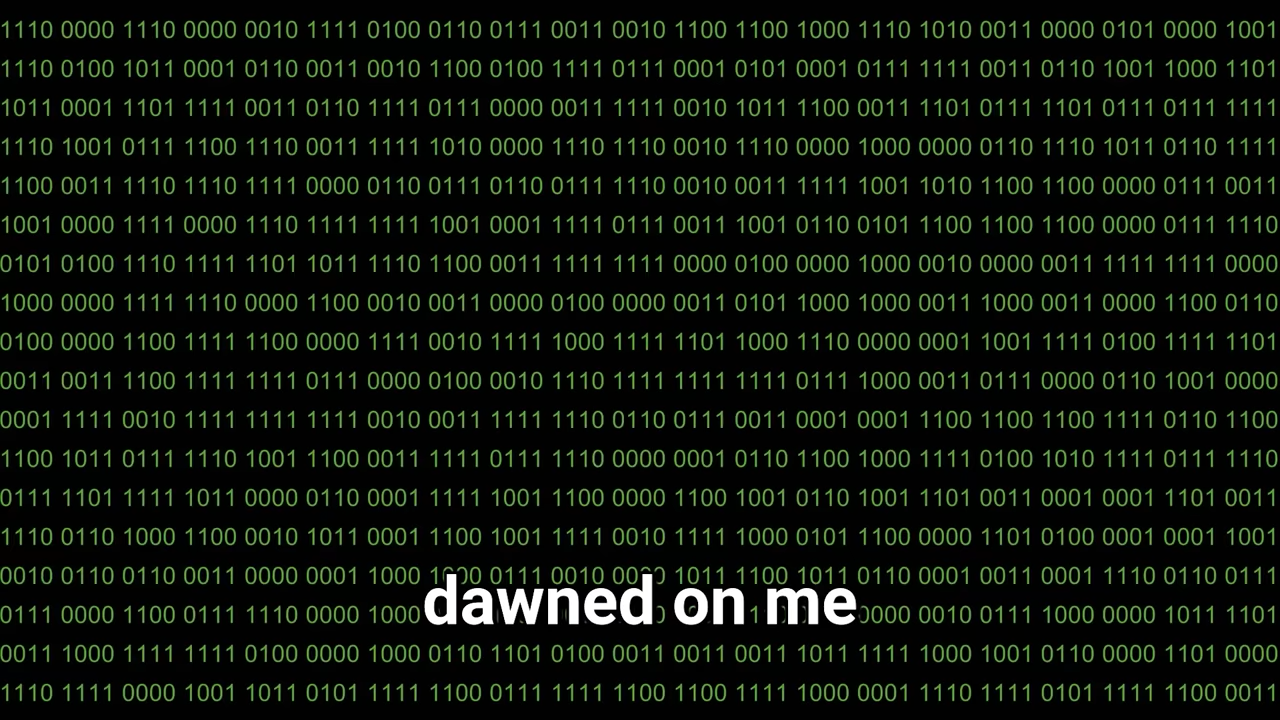 1110 0000 1110 0000 0010 1111 0100 0110 0111 0011 0010 1100 1100 1000 1110 1010 0011 0000 0101 0000 1001
1110 0100 1011 0001 0110 0011 0010 1100 0100 1111 0111 0001 0101 0001 0111 1111 0011 0110 1001 1000 1101
1011 0001 1101 1111 0011 0110 1111 0111 0000 0011 1111 0010 1011 1100 0011 1101 0111 1101 0111 0111 1111
1110 1001 0111 1100 1110 0011 1111 1010 0000 1110 1110 0010 1110 0000 1000 0000 0110 1110 1011 0110 1111
1100 0011 1110 1110 1111 0000 0110 0111 0110 0111 1110 0010 0011 1111 1001 1010 1100 1100 0000 0111 0011
1001 0000 1111 0000 1110 1111 1111 1001 0001 1111 0111 0011 1001 0110 0101 1100 1100 1100 0000 0111 1110
0101 0100 1110 1111 1101 1011 1110 1100 0011 1111 1111 0000 0100 0000 1000 0010 0000 0011 1111 1111 0000
1000 0000 1111 1110 0000 1100 0010 0011 0000 0100 0000 0011 0101 1000 1000 0011 1000 0011 0000 1100 0110
0100 0000 1100 1111 1100 0000 1111 0010 1111 1000 1111 1101 1000 1110 0000 0001 1001 1111 0100 1111 1101
0011 0011 1100 1111 1111 0111 0000 0100 0010 1110 1111 1111 1111 0111 1000 0011 0111 0000 0110 1001 0000
0001 1111 0010 1111 1111 1111 0010 0011 1111 1110 0110 0111 0011 0001 0001 1100 1100 1100 1111 0110 1100
1100 1011 0111 1110 1001 1100 0011 1111 0111 1110 0000 0001 0110 1100 1000 1111 0100 1010 1111 0111 1110
0111 1101 1111 1011 0000 0110 0001 1111 1001 1100 0000 1100 1001 0110 1001 1101 0011 0001 0001 1101 0011
1110 0110 1000 1100 0010 1011 0001 1100 1001 1111 0010 1111 1000 0101 1100 0000 1101 0100 0001 0001 1001
0010 0110 0110 0011 0000 0001 1000 1000 0111 0010 0000 1011 1100 1011 0110 0001 0011 0001 1110 0110 0111
0111 0000 0011 0111 1110 0000 1000 0000 0010 0001 0000 1000 1011 1101
dawned on me
0011 1000 1111 1111 0100 0000 1000 0110 1101 0100 0011 0011 0011 1011 1111 1000 1001 0110 0000 1101 0000
1110 1111 0000 1001 1011 0101 1111 1100 0111 1111 1100 1100 1111 1000 0001 1110 1111 0101 1111 1100 0011